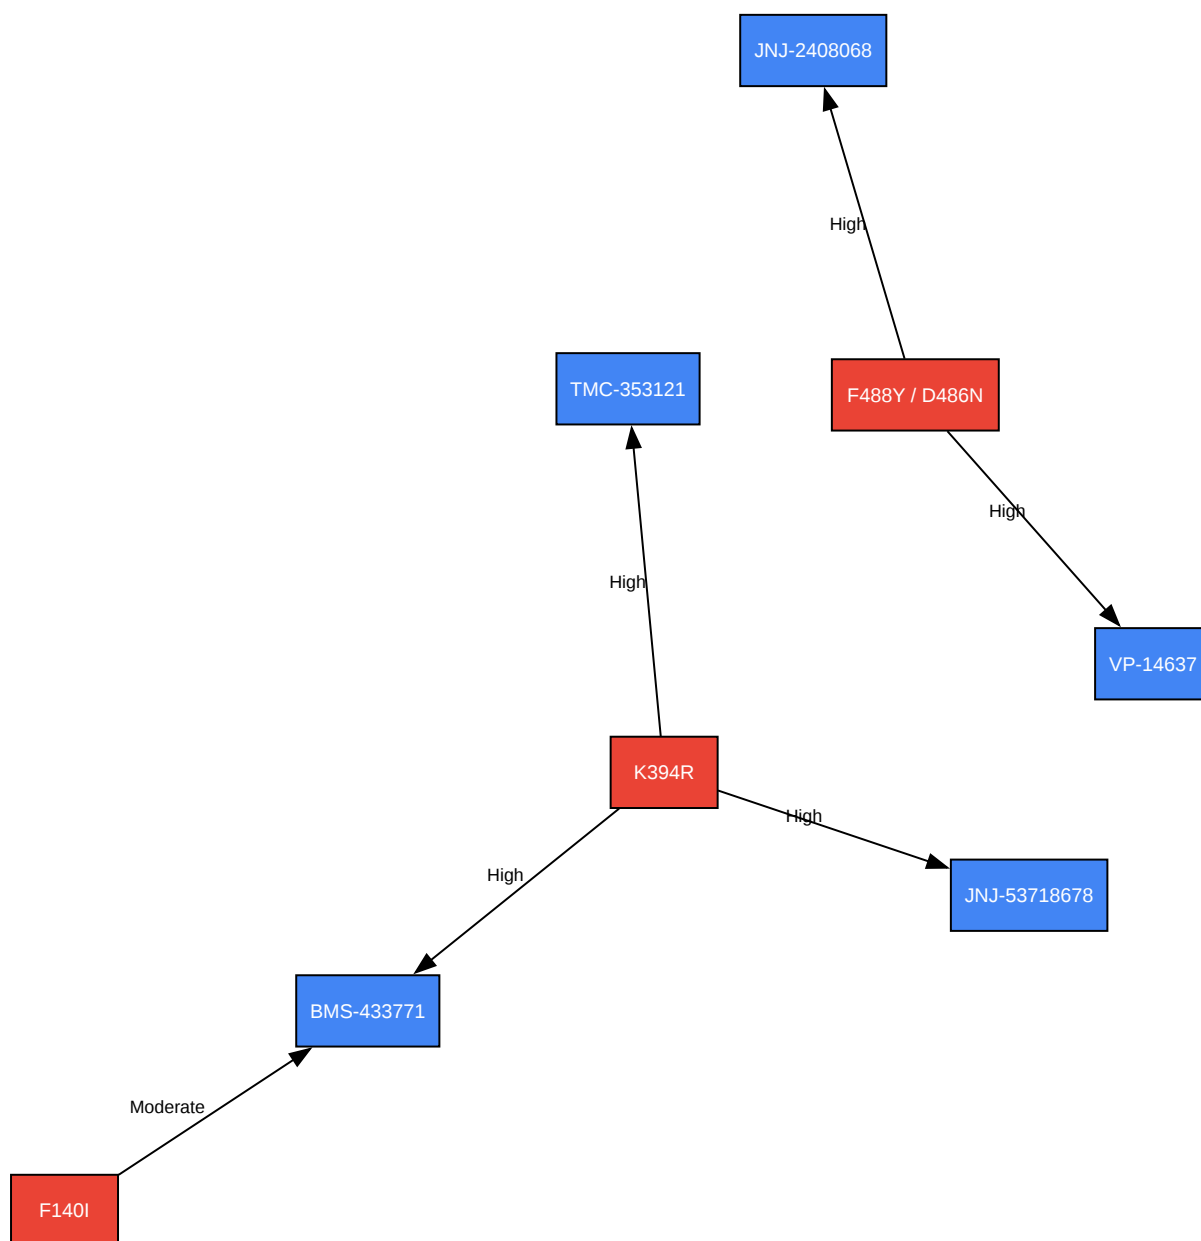 JNJ-2408068
High
TMC-353121
F488Y / D486N
High
High
VP-14637
K394R
High
High
JNJ-53718678
BMS-433771
Moderate
F140I